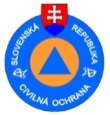 SLOVENSKÁ REPUBLIKA
CIVILNÁ OCHRANA